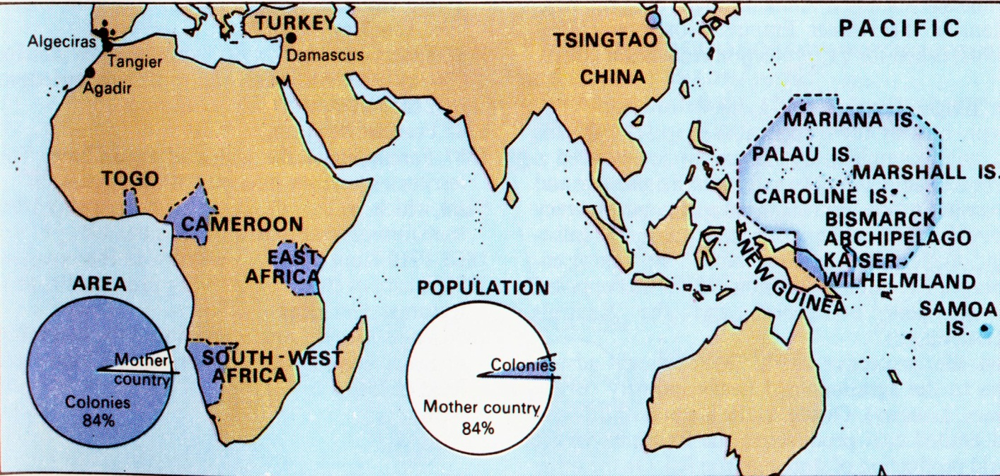 TURKEY
Algeciras
Damascus
Tangier
Agadir
TSINGTAO
CHINA
PACIFIC
MARIANA IS.
PALAU IS.
MARSHALL IS.
CAROLINE IS.
BISMARCK
ARCHIPELAGO
KAISER-
WILHELMLAND
NEW GUINEA
SAMOA
IS.
TOGO
CAMEROON
EAST
AFRICA
SOUTH-WEST
AFRICA
AREA
Mother
country
Colonies
84%
POPULATION
Colonies
Mother country
84%